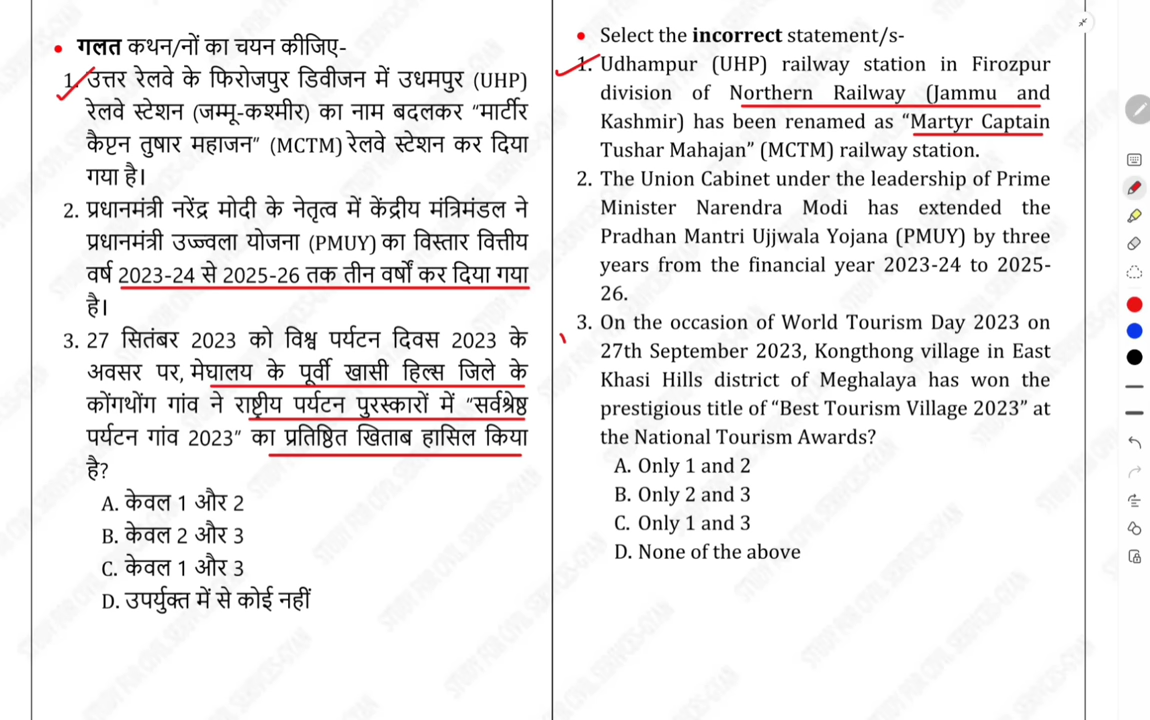 गलत कथन/नों का चयन कीजिए-
1. उत्तर रेलवे के फिरोजपुर डिवीजन में उधमपुर (UHP)
रेलवे स्टेशन (जम्मू-कश्मीर) का नाम बदलकर "मार्टीर
कैप्टन तुषार महाजन" (MCTM) रेलवे स्टेशन कर दिया
गया है।
2. प्रधानमंत्री नरेंद्र मोदी के नेतृत्व में केंद्रीय मंत्रिमंडल ने
प्रधानमंत्री उज्ज्वला योजना (PMUY) का विस्तार वित्तीय
वर्ष 2023-24 से 2025-26 तक तीन वर्षों कर दिया गया
है।
3. 27 सितंबर 2023 को विश्व पर्यटन दिवस 2023 के
अवसर पर, मेघालय के पूर्वी खासी हिल्स जिले के
कोंगथोंग गांव ने राष्ट्रीय पर्यटन पुरस्कारों में "सर्वश्रेष्ठ
पर्यटन गांव 2023" का प्रतिष्ठित खिताब हासिल किया
है?
A. केवल 1 और 2
B. केवल 2 और 3
C. केवल 1 और 3
D. उपर्युक्त में से कोई नहीं
Select the incorrect statement/s-
1. Udhampur (UHP) railway station in Firozpur
division of Northern Railway (Jammu and
Kashmir) has been renamed as “Martyr Captain
Tushar Mahajan” (MCTM) railway station.
2. The Union Cabinet under the leadership of Prime
Minister Narendra Modi has extended the
Pradhan Mantri Ujjwala Yojana (PMUY) by three
years from the financial year 2023-24 to 2025-
26.
3. On the occasion of World Tourism Day 2023 on
27th September 2023, Kongthong village in East
Khasi Hills district of Meghalaya has won the
prestigious title of “Best Tourism Village 2023” at
the National Tourism Awards?
A. Only 1 and 2
B. Only 2 and 3
C. Only 1 and 3
D. None of the above